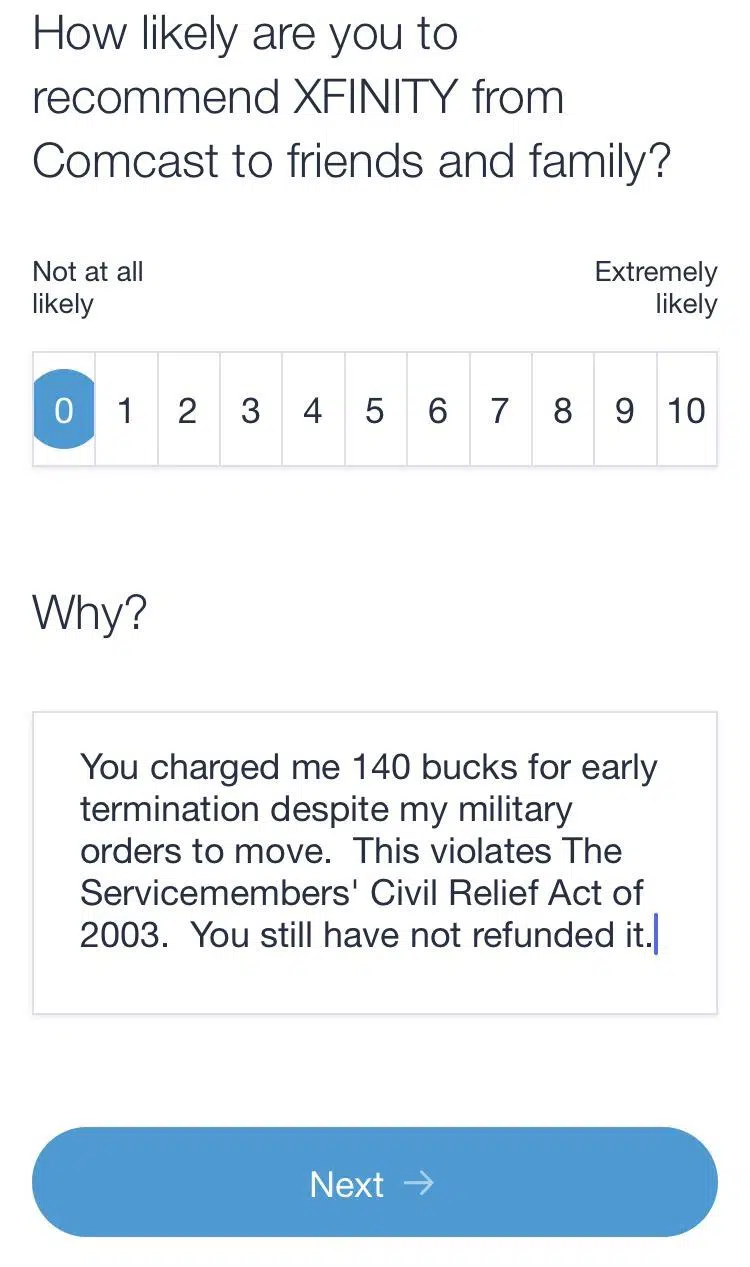 How likely are you to
recommend XFINITY from
Comcast to friends and family?
Not at all
likely
Extremely
likely
0 1 2 3 4 5 6 7 8 9 10
Why?
You charged me 140 bucks for early
termination despite my military
orders to move.  This violates The
Servicemembers' Civil Relief Act of
2003.  You still have not refunded it.
Next →